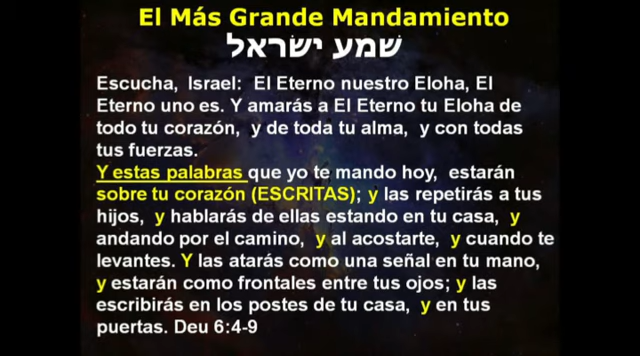 El Más Grande Mandamiento
שׁמע ישׂראל
Escucha, Israel: El Eterno nuestro Eloha, El
Eterno uno es. Y amarás a El Eterno tu Eloha de
todo tu corazón, y de toda tu alma, y con todas
tus fuerzas.
Y estas palabras que yo te mando hoy, estarán
sobre tu corazón (ESCRITAS); y las repetirás a tus
hijos, y hablarás de ellas estando en tu casa, y
andando por el camino, y al acostarte, y cuando te
levantes. Y las atarás como una señal en tu mano,
y estarán como frontales entre tus ojos; y las
escribirás en los postes de tu casa, y en tus
puertas. Deu 6:4-9